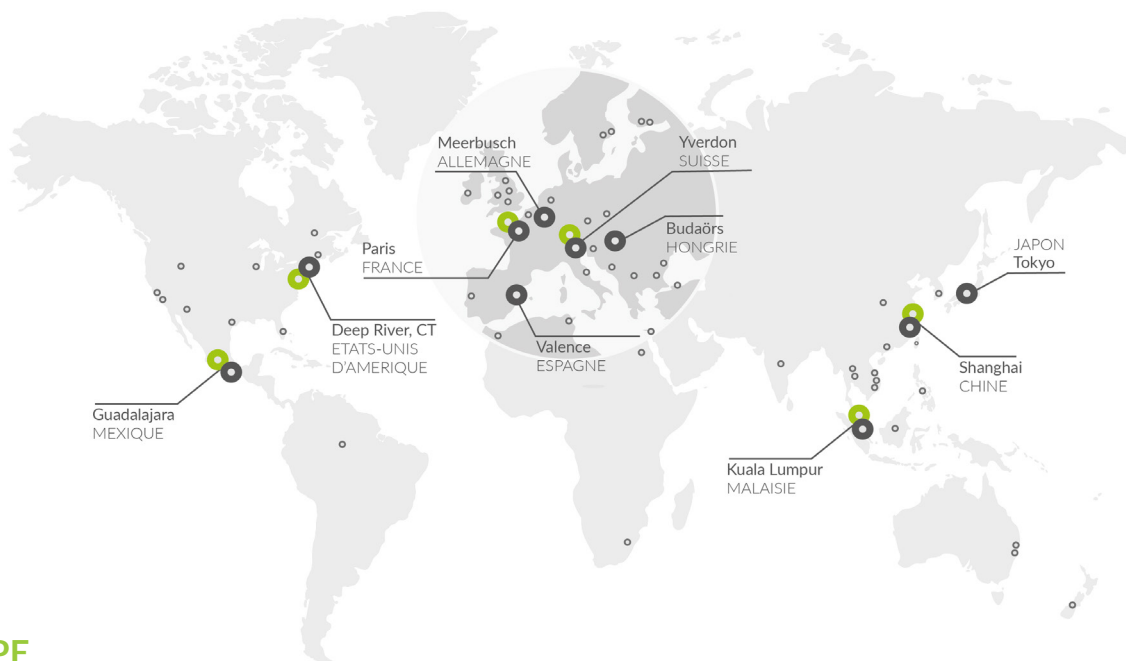 Meerbusch
ALLEMAGNE
Yverdon
SUISSE
Paris
FRANCE
Budaörs
HONGRIE
JAPON
Tokyo
Deep River, CT
ETATS-UNIS
D'AMERIQUE
Valence
ESPAGNE
Shanghai
CHINE
Guadalajara
MEXIQUE
Kuala Lumpur
MALAISIE